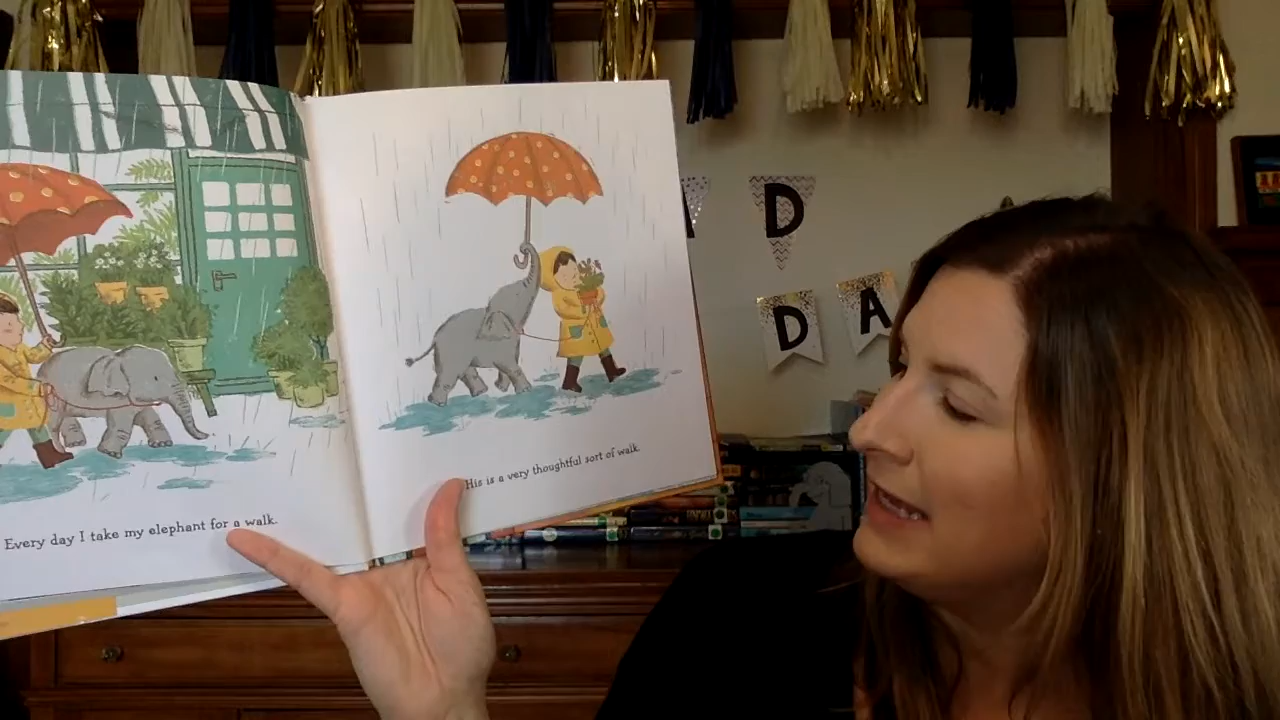 Every day I take my elephant for a walk.
His is a very thoughtful sort of walk.
D
D A